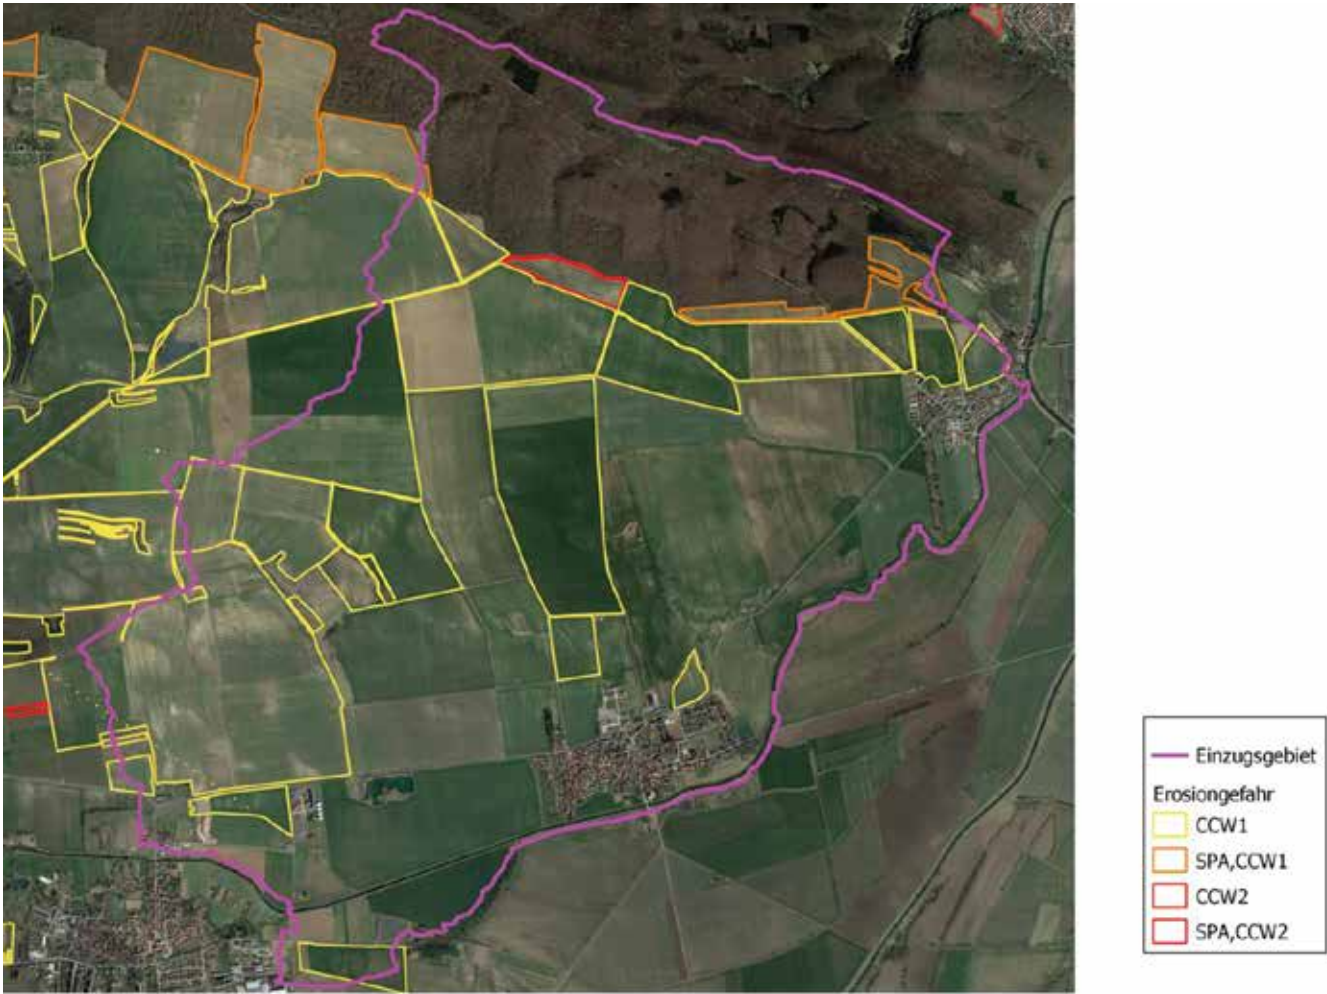 Einzugsgebiet
Erosiongefahr
CCW1
SPA,CCW1
CCW2
SPA,CCW2